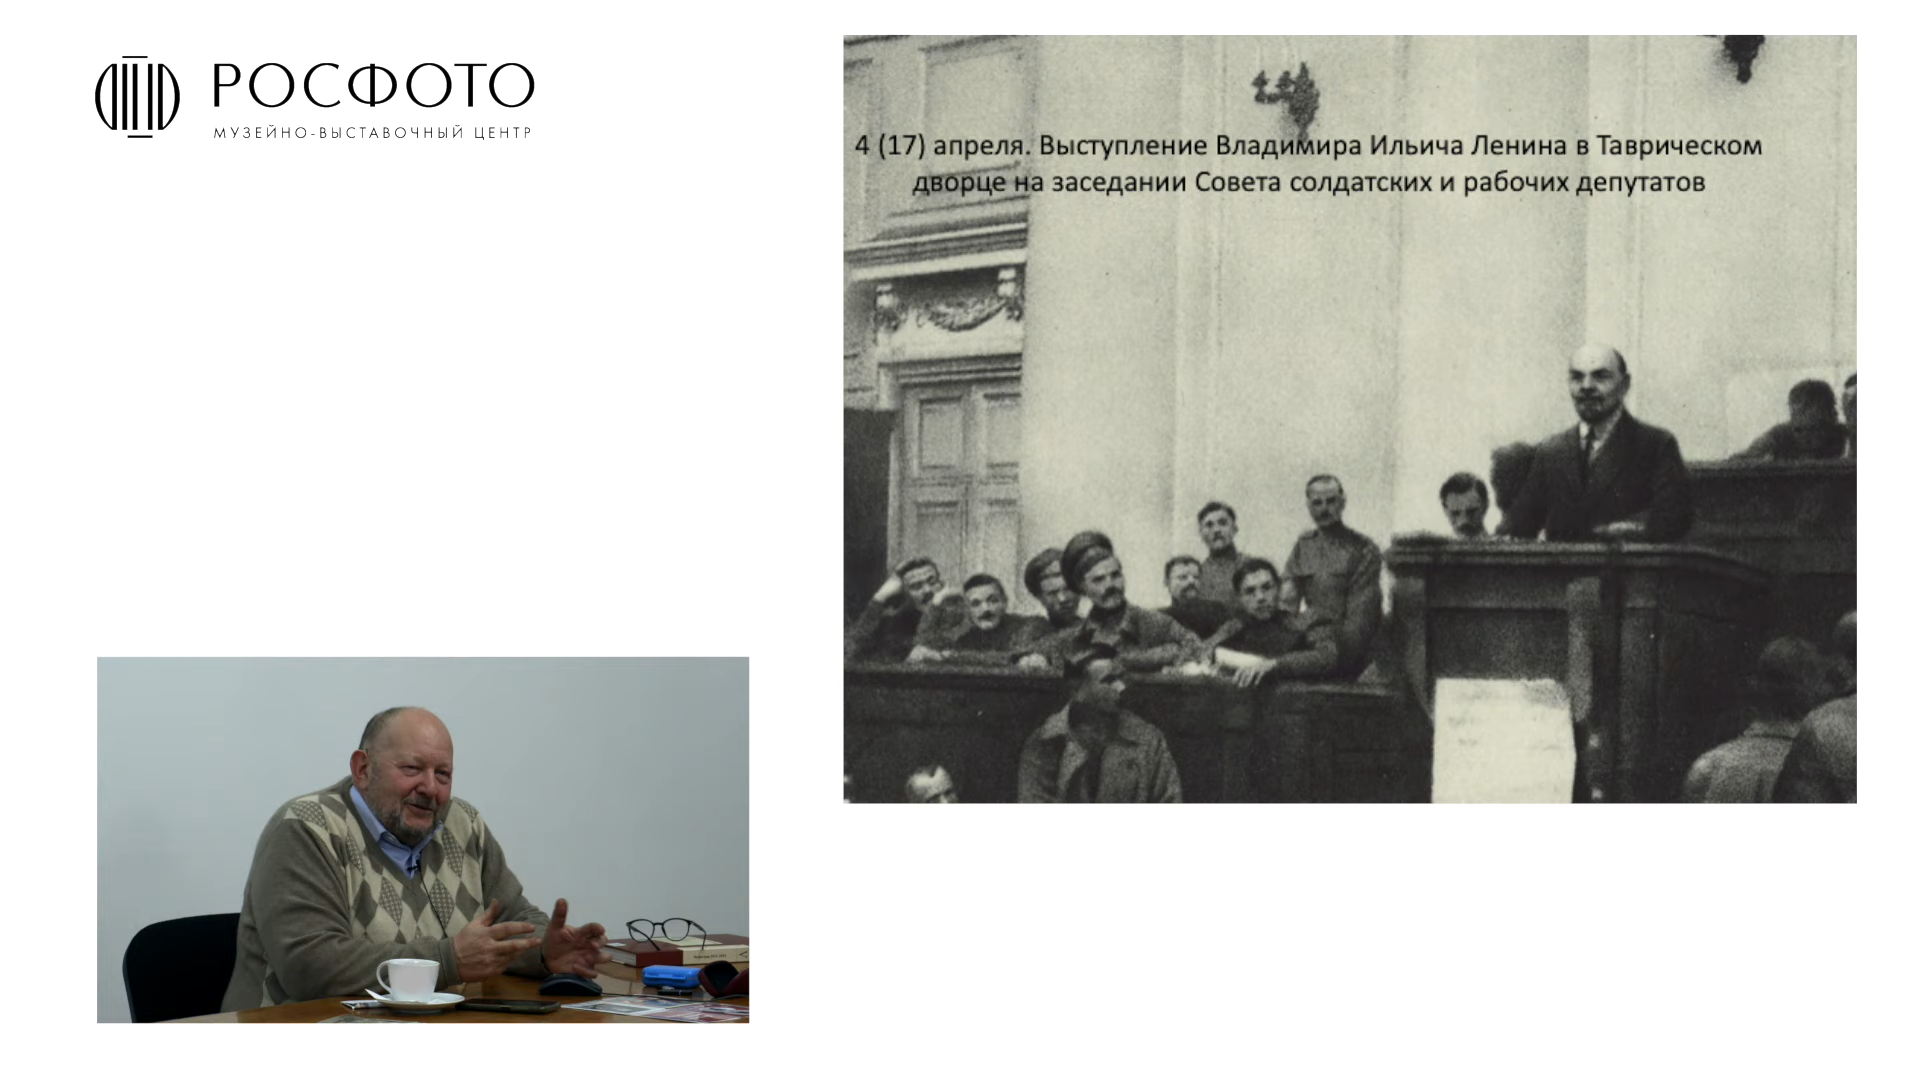 РОСФОТО
МУЗЕЙНО-ВЫСТАВОЧНЫЙ ЦЕНТР
4 (17) апреля. Выступление Владимира Ильича Ленина в Таврическом
дворце на заседании Совета солдатских и рабочих депутатов